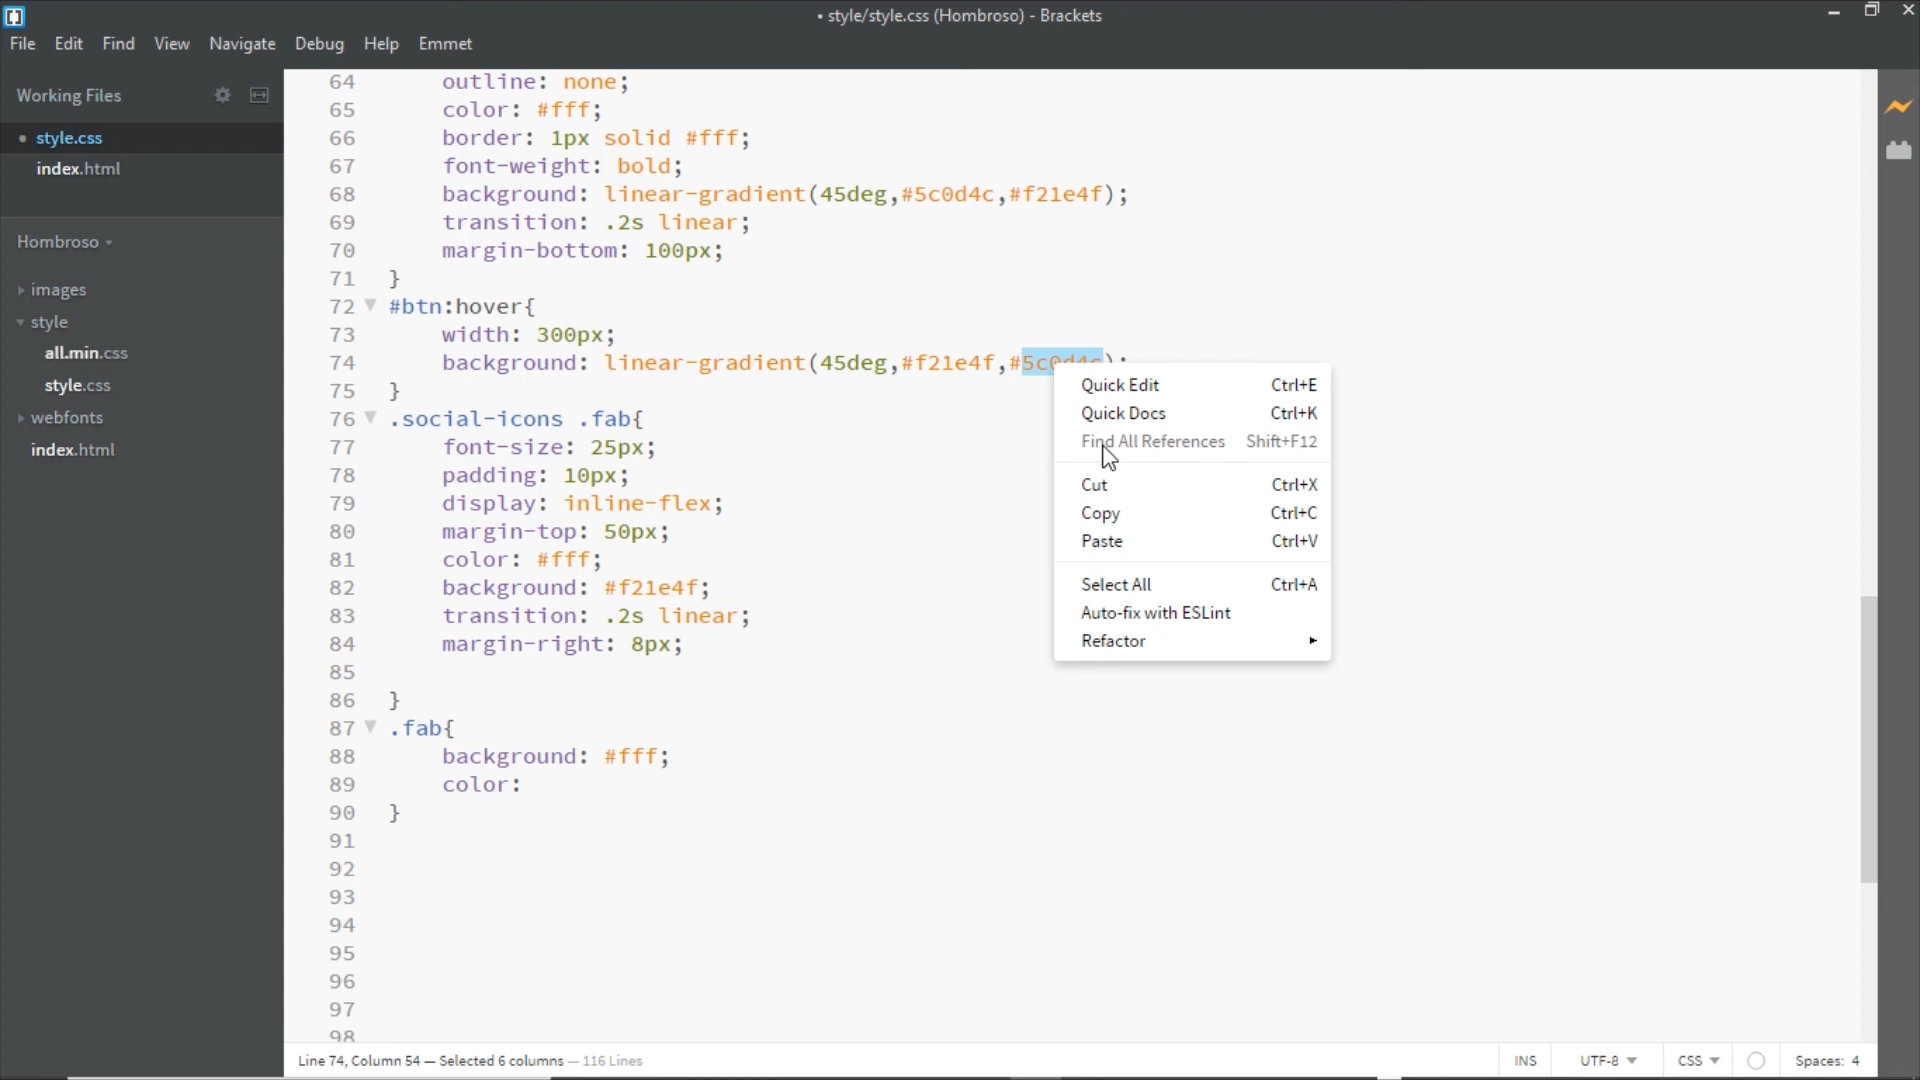 • style/style.css (Hombroso) - Brackets
File Edit Find View Navigate Debug Help Emmet
Working Files
• style.css
index.html
Hombroso
images
style
all.min.css
style.css
webfonts
index.html
64 outline: none;
65 color: #fff;
66 border: 1px solid #fff;
67 font-weight: bold;
68 background: linear-gradient(45deg,#5c0d4c,#f21e4f);
69 transition: .2s linear;
70 margin-bottom: 100px;
71 }
72 #btn:hover{
73 width: 300px;
74 background: linear-gradient(45deg,#f21e4f,#5c0d4c);
75 }
76 .social-icons .fab{
77 font-size: 25px;
78 padding: 10px;
79 display: inline-flex;
80 margin-top: 50px;
81 color: #fff;
82 background: #f21e4f;
83 transition: .2s linear;
84 margin-right: 8px;
85
86 }
87 .fab{
88 background: #fff;
89 color:
90 }
91
92
93
94
95
96
97
98
Quick Edit Ctrl+E
Quick Docs Ctrl+K
Find All References Shift+F12
Cut Ctrl+X
Copy Ctrl+C
Paste Ctrl+V
Select All Ctrl+A
Auto-fix with ESLint
Refactor
Line 74, Column 54 — Selected 6 columns — 116 Lines
INS UTF-8 CSS Spaces: 4